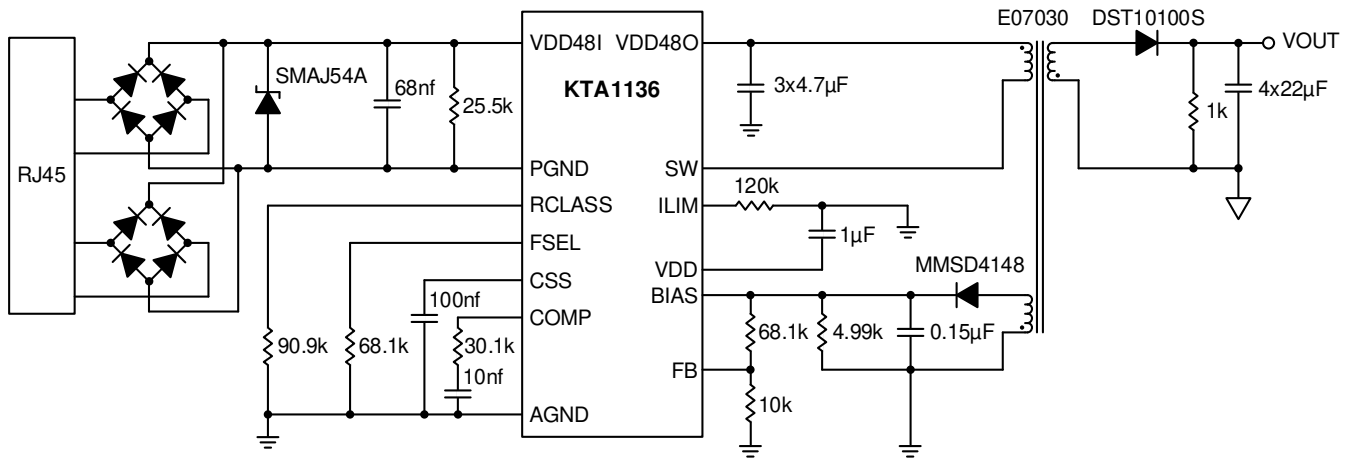 E07030 DST10100S
VDD48I VDD48O VOUT
SMAJ54A
KTA1136
68nf
25.5k
3x4.7µF
4x22µF
1k
RJ45
PGND SW
120k
RCLASS ILIM
1µF
FSEL
VDD
MMSD4148
CSS
BIAS
100nf
COMP
68.1k 4.99k 0.15µF
90.9k 68.1k 30.1k
FB
10nf
10k
AGND